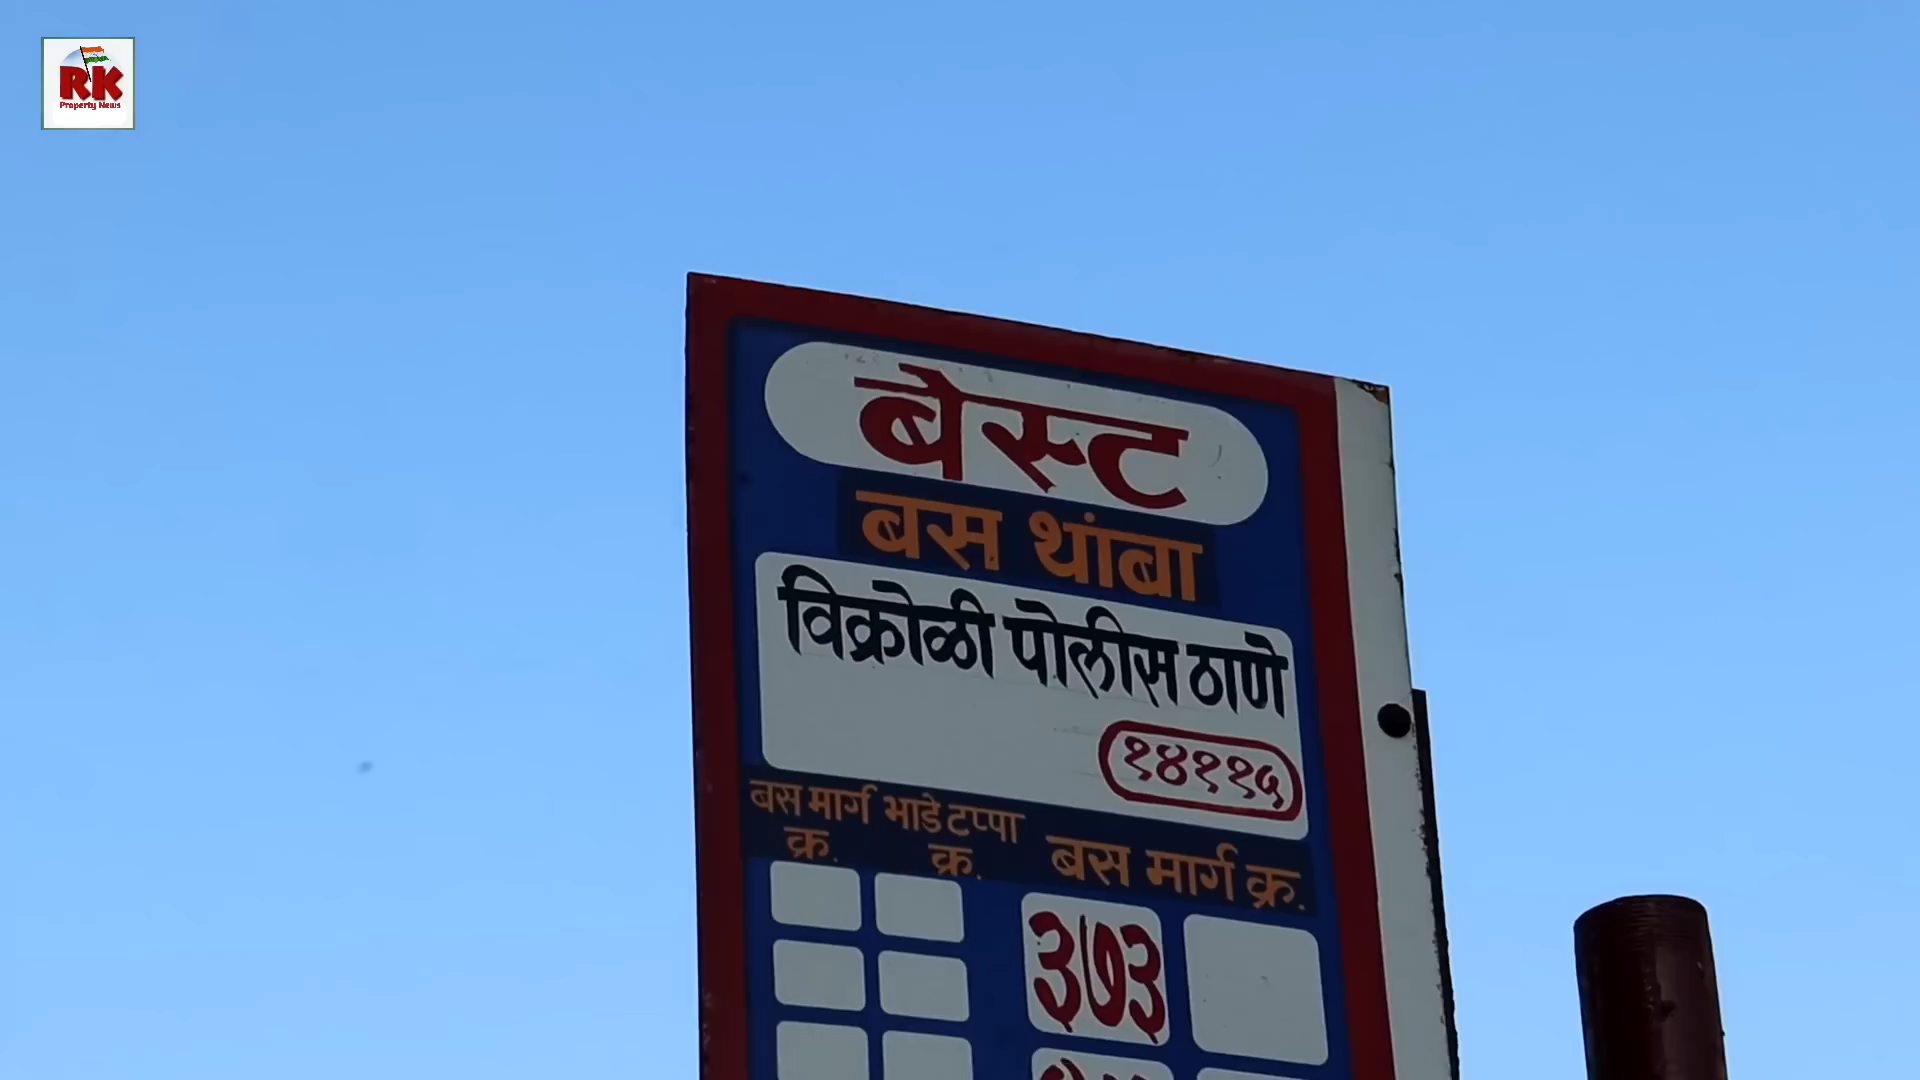 RK
Property News
बेस्ट
बस थांबा
विक्रोळी पोलीस ठाणे
१४११५
बस मार्ग क्र.
भाडे टप्पा क्र.
बस मार्ग क्र.
३७३